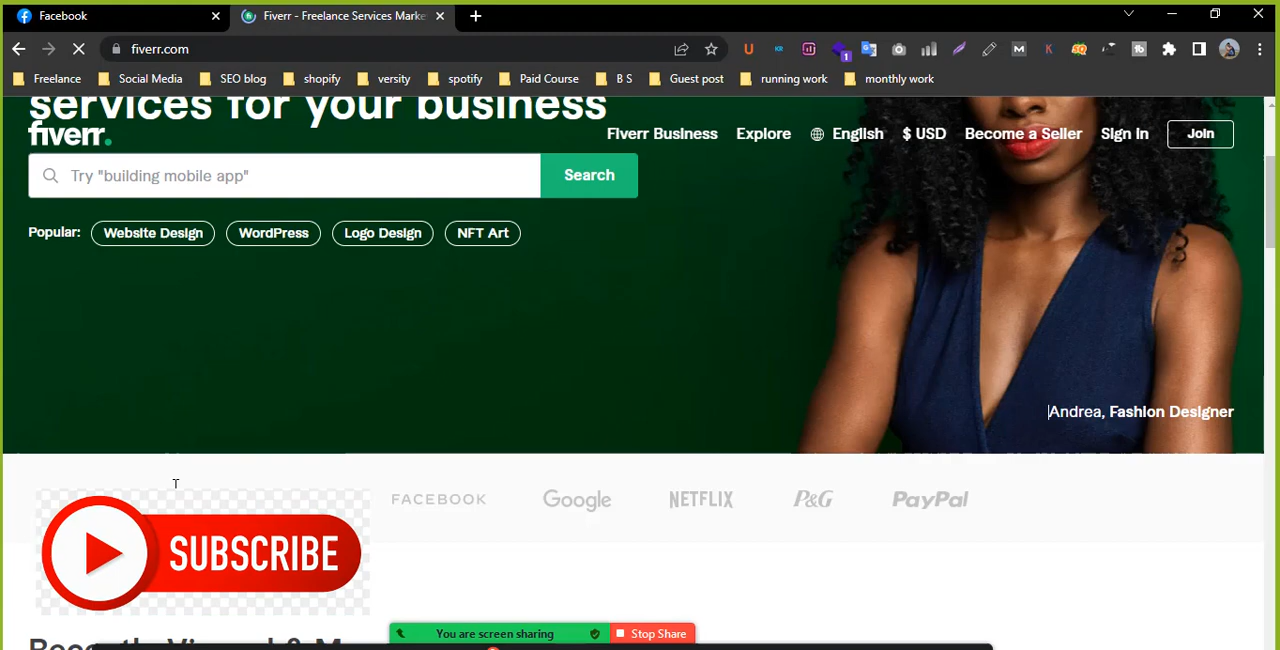 Facebook
Fiverr - Freelance Services Marke
fiverr.com
Freelance Social Media SEO blog shopify versity spotify Paid Course B S Guest post running work monthly work
services for your business
fiverr.
Fiverr Business Explore English $ USD Become a Seller Sign In Join
Try "building mobile app"
Search
Popular: Website Design WordPress Logo Design NFT Art
Andrea, Fashion Designer
FACEBOOK Google NETFLIX P&G PayPal
SUBSCRIBE
You are screen sharing Stop Share